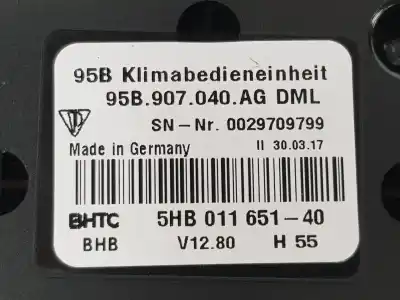 95B Klimabedieneinheit
95B.907.040.AG DML
SN-Nr. 0029709799
Made in Germany II 30.03.17
BHTC 5HB 011 651-40
BHB V12.80 H 55